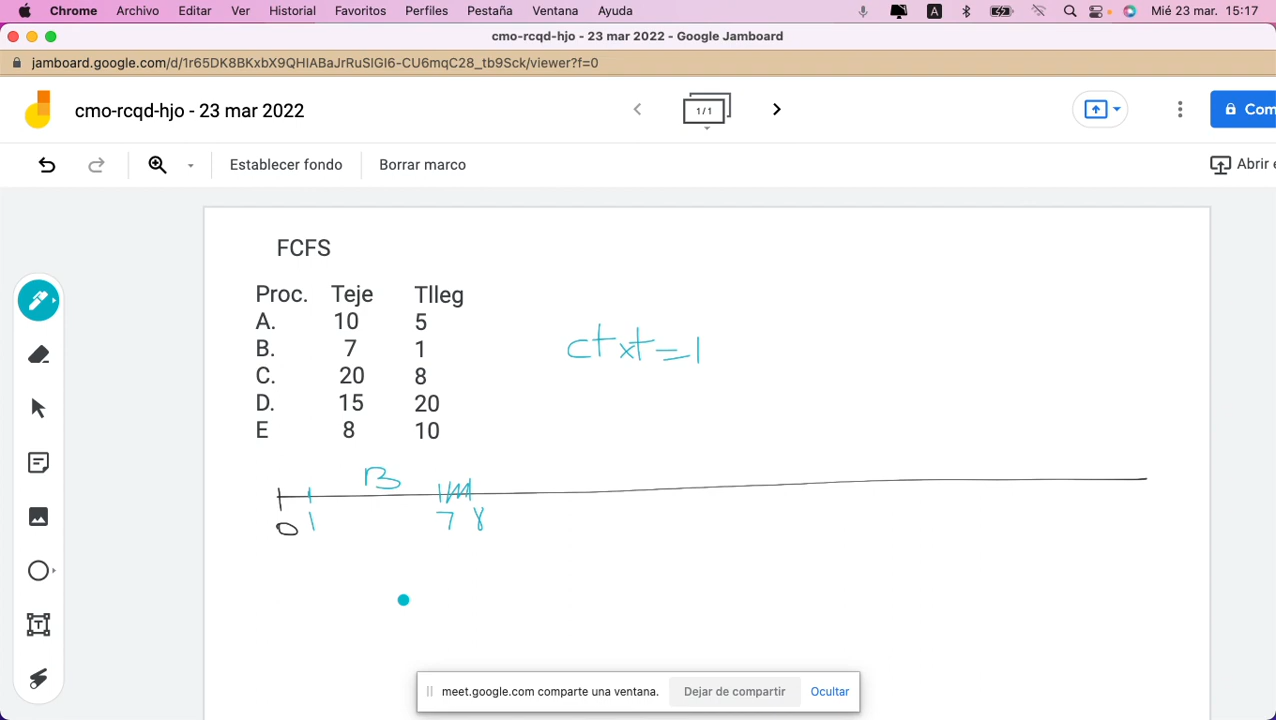 Chrome Archivo Editar Ver Historial Favoritos Perfiles Pestaña Ventana Ayuda A Mié 23 mar. 15:17
cmo-rcqd-hjo - 23 mar 2022 - Google Jamboard
jamboard.google.com/d/1r65DK8BKxbX9QHIABaJrRuSlGl6-CU6mqC28_tb9Sck/viewer?f=0
cmo-rcqd-hjo - 23 mar 2022 1/1 Com
Establecer fondo Borrar marco Abrir e
FCFS
Proc. Teje Tlleg
A. 10 5
B. 7 1
C. 20 8
D. 15 20
E 8 10
ctxt=1
B
0 1 7 8
meet.google.com comparte una ventana. Dejar de compartir Ocultar